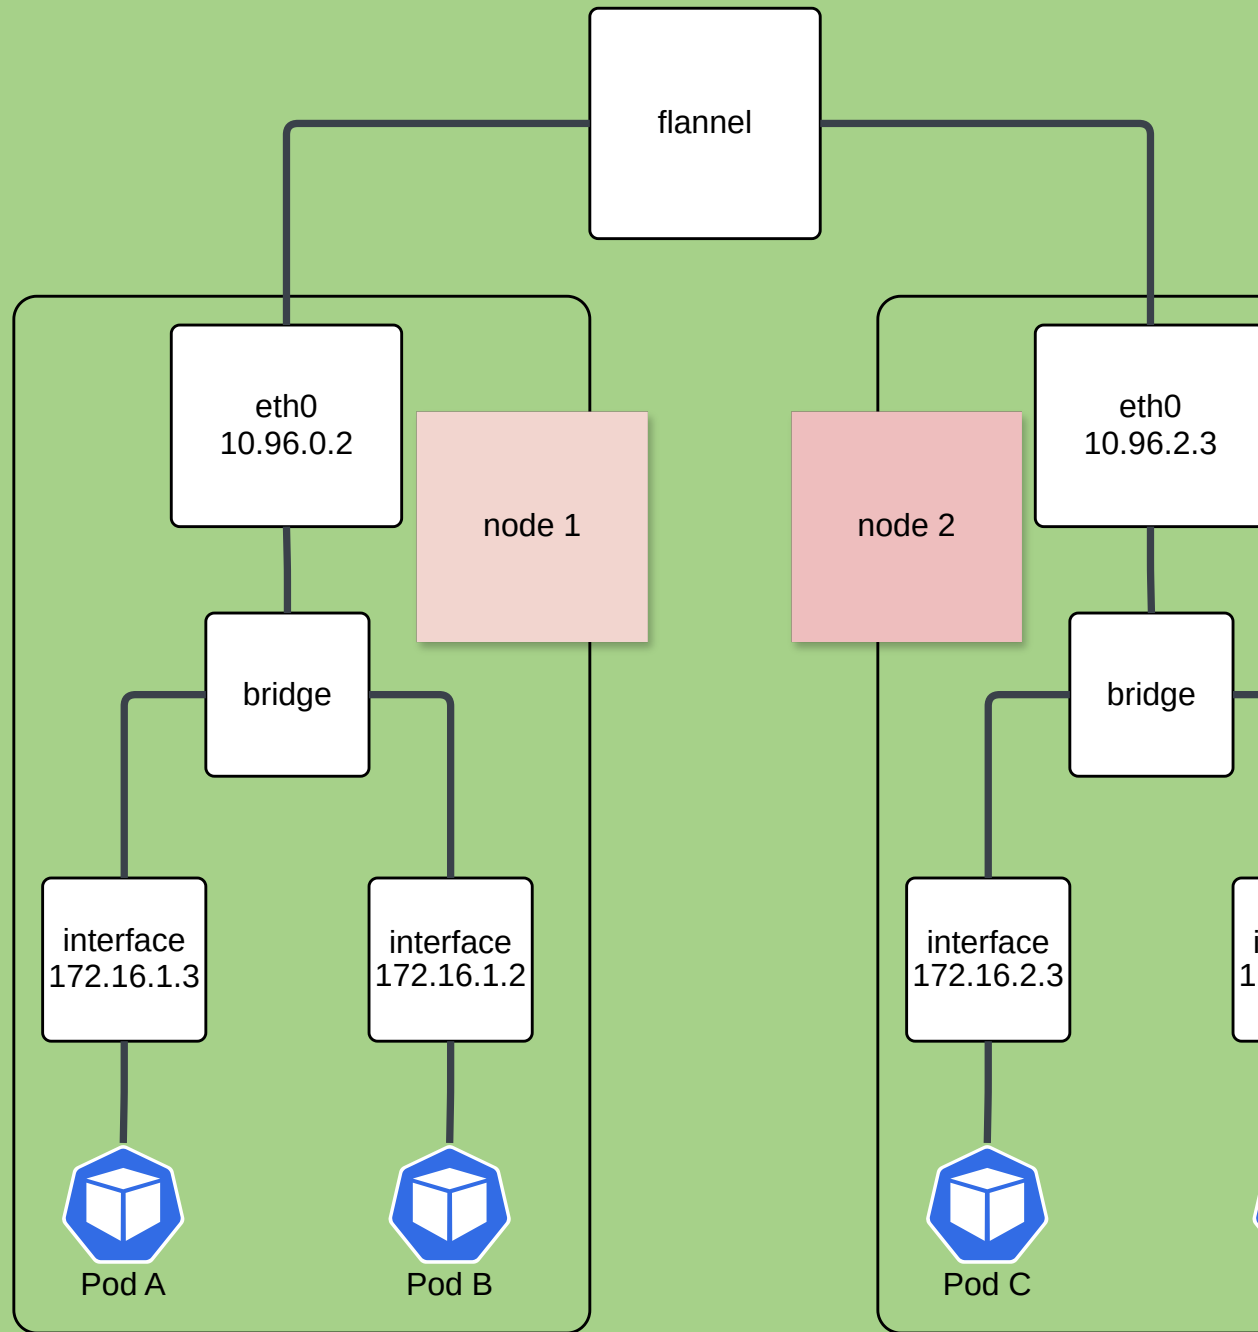 flannel
eth0
10.96.0.2
node 1
node 2
eth0
10.96.2.3
bridge
bridge
interface
172.16.1.3
interface
172.16.1.2
interface
172.16.2.3
Pod A
Pod B
Pod C